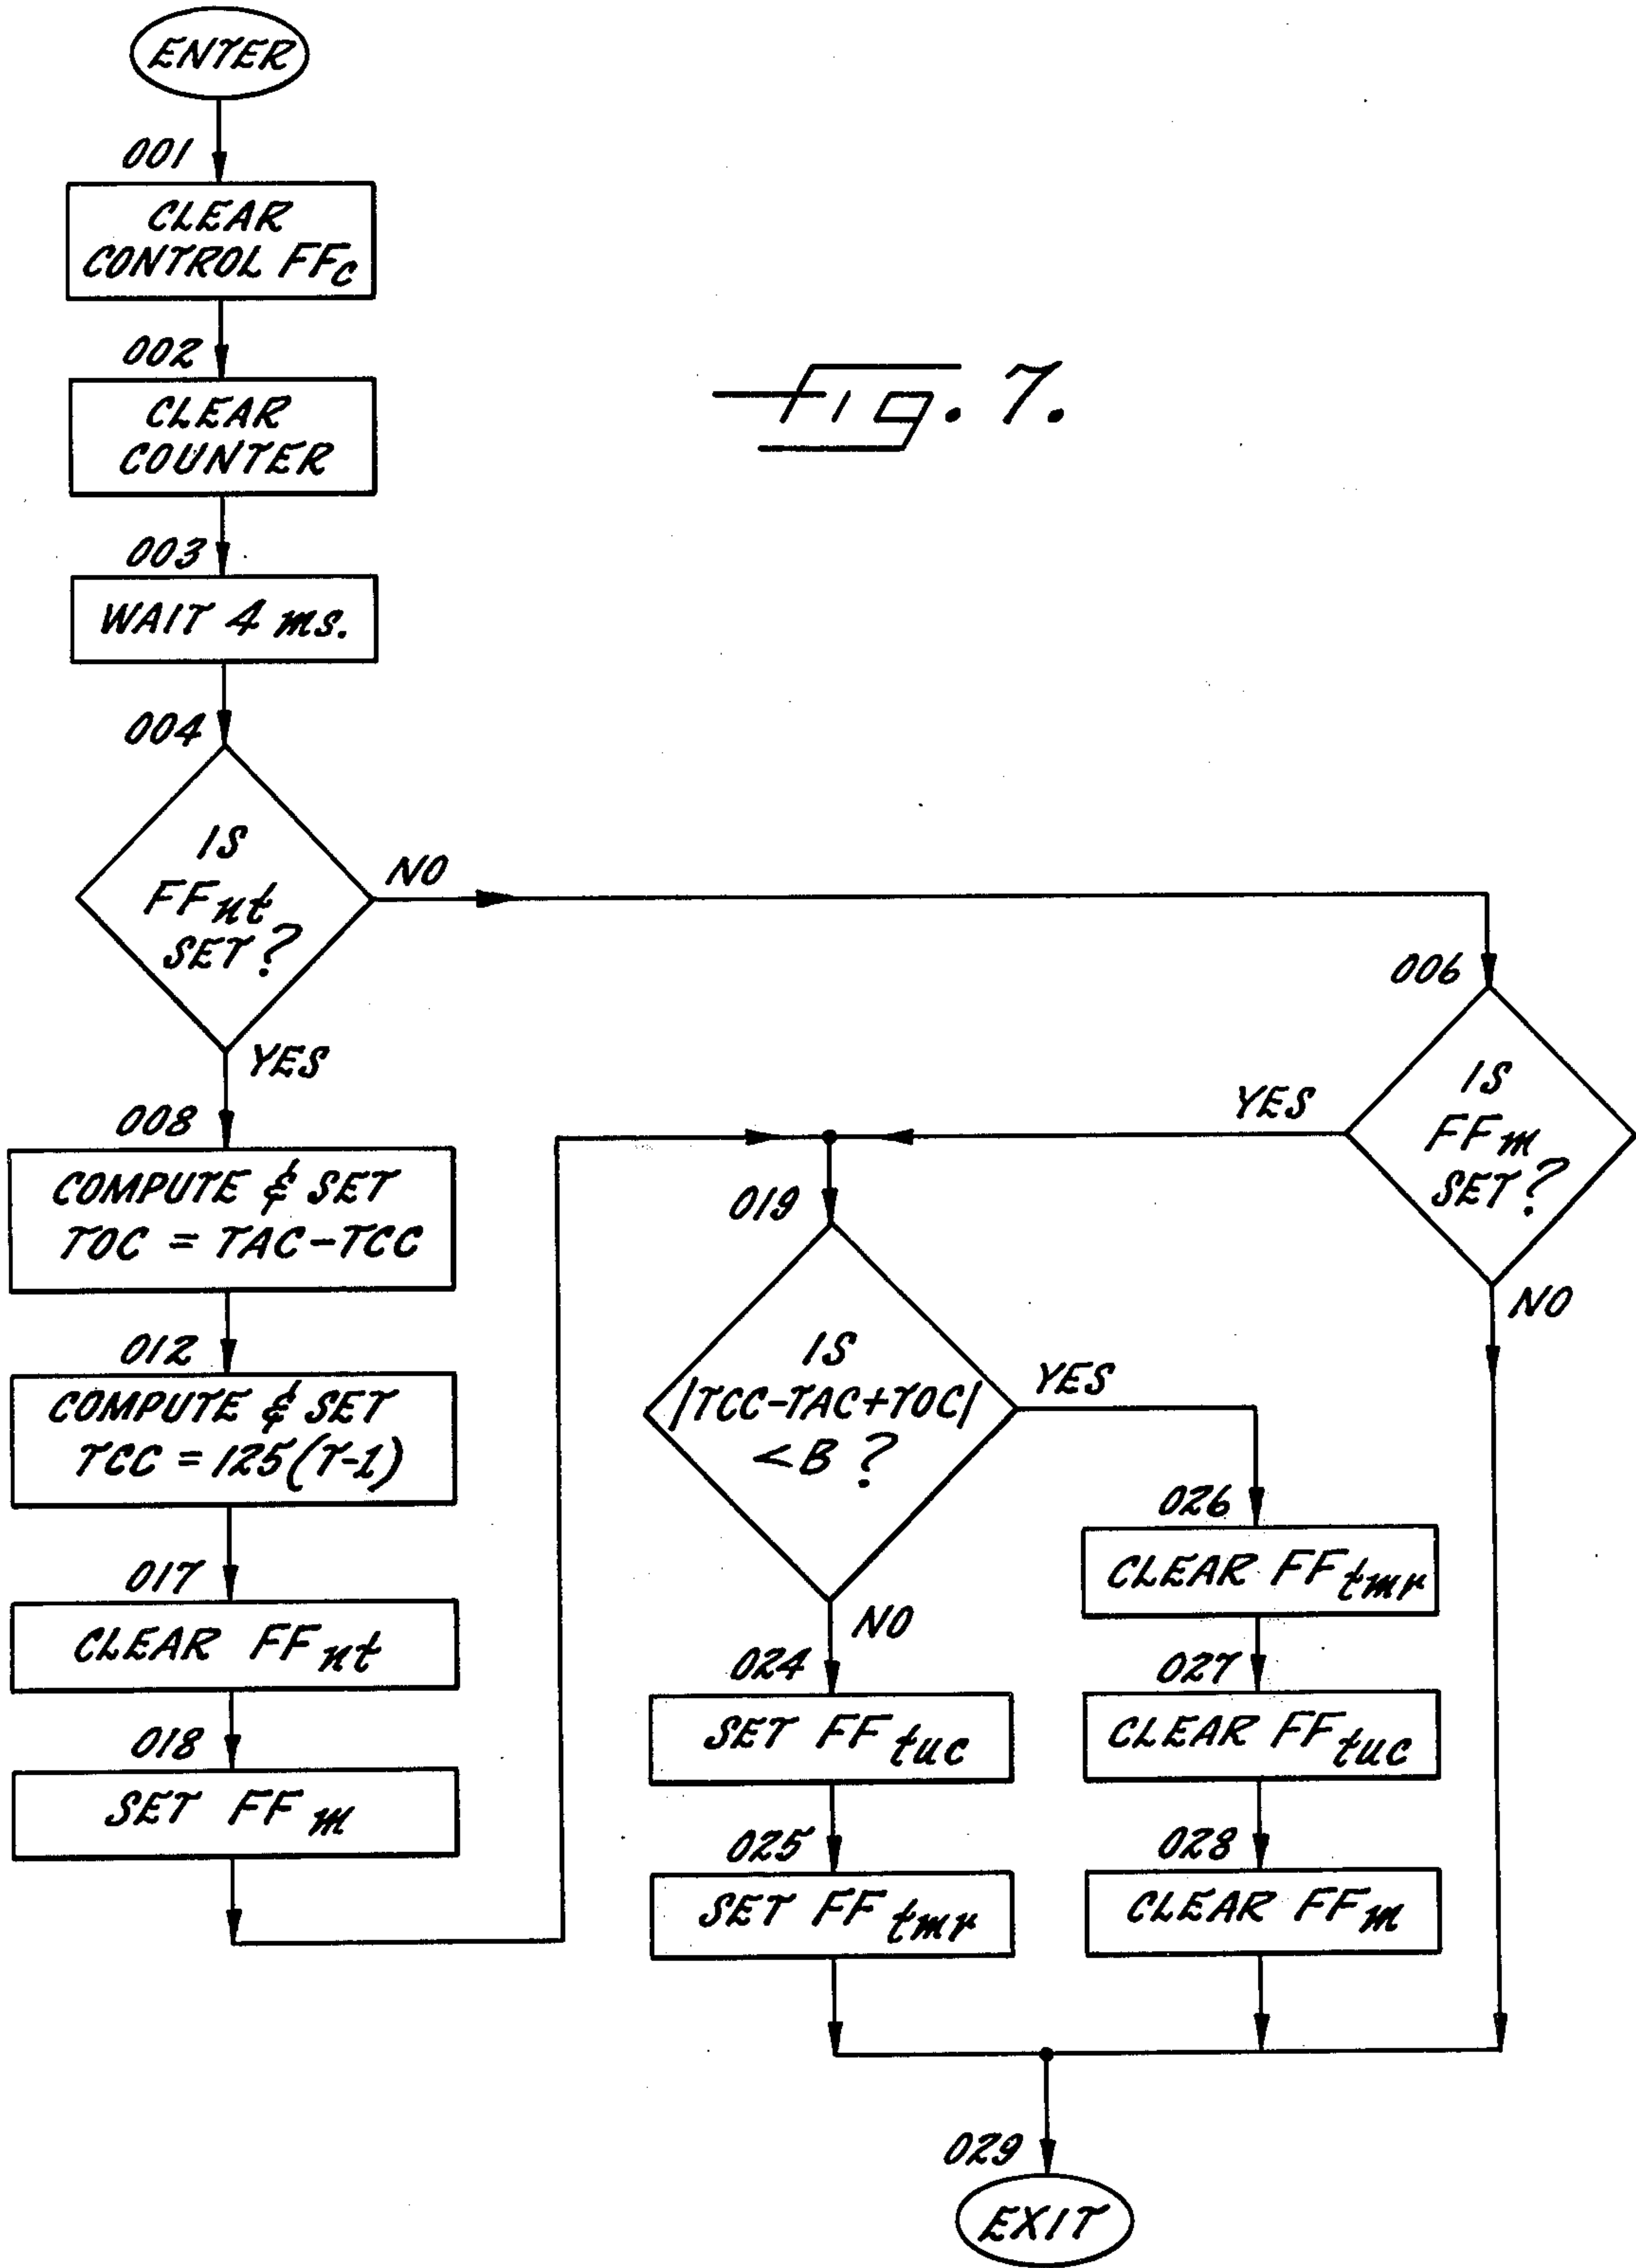 ENTER
001
CLEAR
CONTROL FFc
002
CLEAR
COUNTER
Fig. 7.
003
WAIT 4 ms.
004
IS
FFnt
SET?
NO
YES
006
IS
FFm
SET?
YES
NO
008
COMPUTE & SET
TOC = TAC-TCC
012
COMPUTE & SET
TCC = 125(T-1)
017
CLEAR FFnt
018
SET FFm
019
IS
|TCC-TAC+TOC|
<B ?
YES
NO
024
SET FFtuc
025
SET FFtmr
026
CLEAR FFtmr
027
CLEAR FFtuc
028
CLEAR FFm
029
EXIT